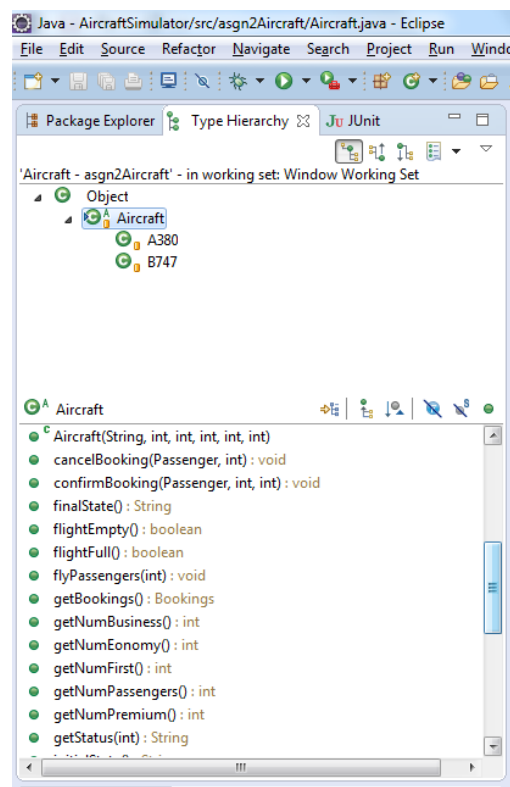 Java - AircraftSimulator/src/asgn2Aircraft/Aircraft.java - Eclipse
File Edit Source Refactor Navigate Search Project Run
Package Explorer Type Hierarchy JUnit
'Aircraft - asgn2Aircraft' - in working set: Window Working Set
Object
Aircraft
A380
B747
Aircraft
Aircraft(String, int, int, int, int, int)
cancelBooking(Passenger, int) : void
confirmBooking(Passenger, int, int) : void
finalState() : String
flightEmpty() : boolean
flightFull() : boolean
flyPassengers(int) : void
getBookings() : Bookings
getNumBusiness() : int
getNumEonomy() : int
getNumFirst() : int
getNumPassengers() : int
getNumPremium() : int
getStatus(int) : String